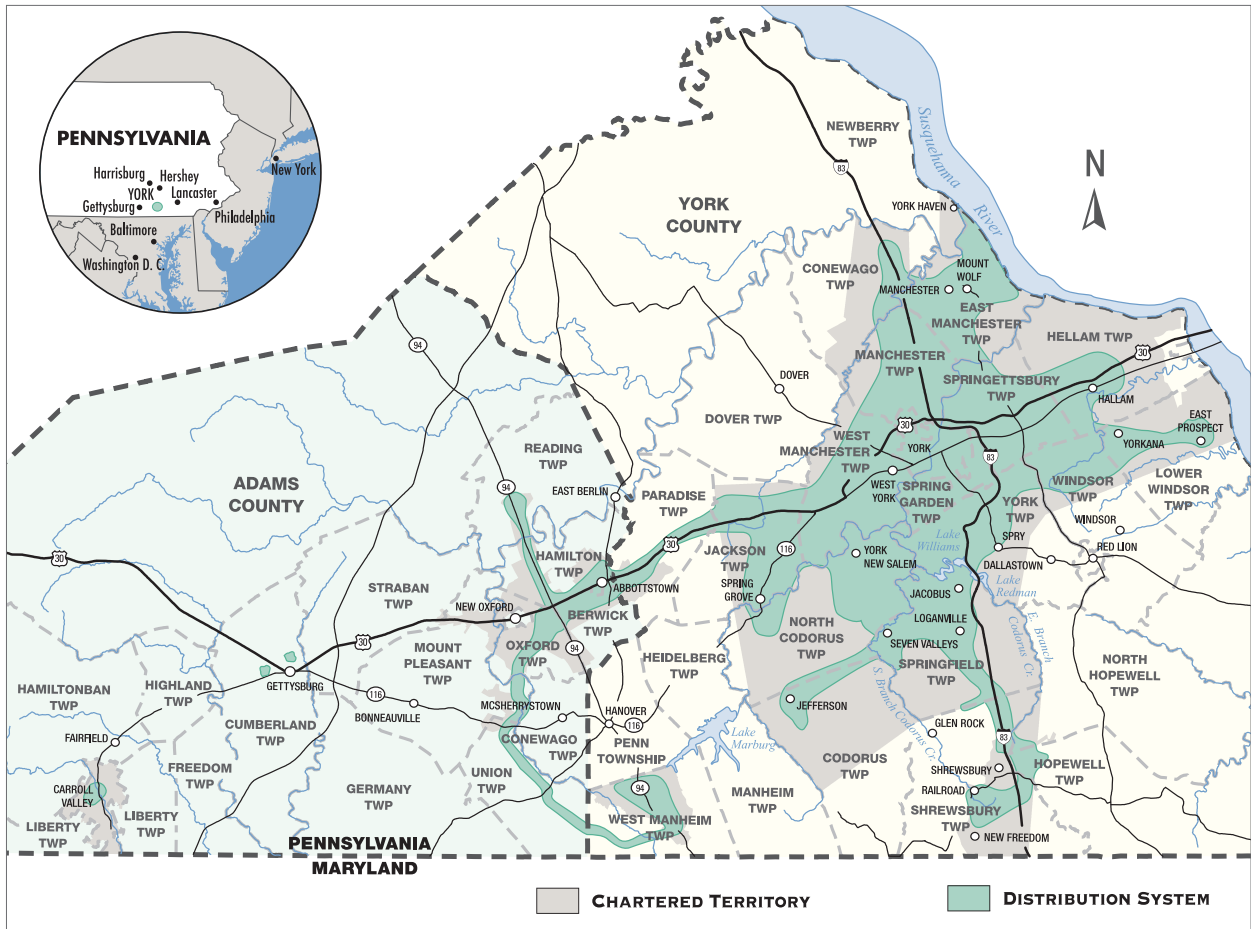 PENNSYLVANIA
Harrisburg
Hershey
YORK
Lancaster
Gettysburg
Philadelphia
New York
Baltimore
Washington D. C.
N
Susquehanna
River
NEWBERRY
TWP
83
YORK HAVEN
YORK
COUNTY
CONEWAGO
TWP
MOUNT
WOLF
MANCHESTER
EAST
MANCHESTER
TWP
HELLAM TWP
30
MANCHESTER
TWP
SPRINGETTSBURY
TWP
HALLAM
94
DOVER
DOVER TWP
WEST
MANCHESTER
TWP
30
YORK
EAST
PROSPECT
YORKANA
83
WEST
YORK
SPRING
GARDEN
TWP
YORK
TWP
WINDSOR
TWP
LOWER
WINDSOR TWP
WINDSOR
READING
TWP
94
EAST BERLIN
PARADISE
TWP
ADAMS
COUNTY
30
30
JACKSON
TWP
116
YORK
NEW SALEM
Lake
Williams
SPRY
DALLASTOWN
RED LION
HAMILTON
TWP
ABBOTTSTOWN
SPRING
GROVE
JACOBUS
Lake
Redman
STRABAN
TWP
NEW OXFORD
BERWICK
TWP
NORTH
CODORUS
TWP
LOGANVILLE
SEVEN VALLEYS
E. Branch
Codorus Cr.
30
MOUNT
PLEASANT
TWP
OXFORD
TWP
94
HEIDELBERG
TWP
SPRINGFIELD
TWP
NORTH
HOPEWELL
TWP
HAMILTONBAN
TWP
HIGHLAND
TWP
GETTYSBURG
116
BONNEAUVILLE
MCSHERRYSTOWN
HANOVER
116
JEFFERSON
S. Branch Codorus Cr.
GLEN ROCK
83
CUMBERLAND
TWP
FAIRFIELD
CONEWAGO
TWP
PENN
TOWNSHIP
Lake
Marburg
CODORUS
TWP
SHREWSBURY
HOPEWELL
TWP
FREEDOM
TWP
CARROLL
VALLEY
GERMANY
TWP
UNION
TWP
94
MANHEIM
TWP
RAILROAD
SHREWSBURY
TWP
LIBERTY
TWP
LIBERTY
TWP
WEST MANHEIM
TWP
NEW FREEDOM
PENNSYLVANIA
MARYLAND
CHARTERED TERRITORY
DISTRIBUTION SYSTEM